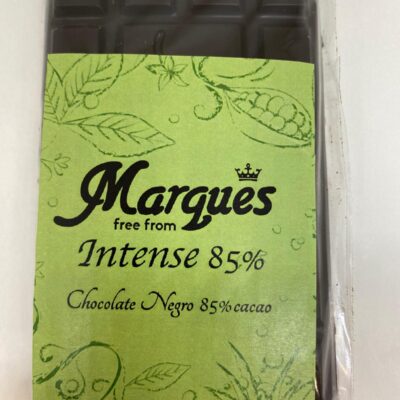 Marques
free from
Intense 85%
Chocolate Negro 85% cacao